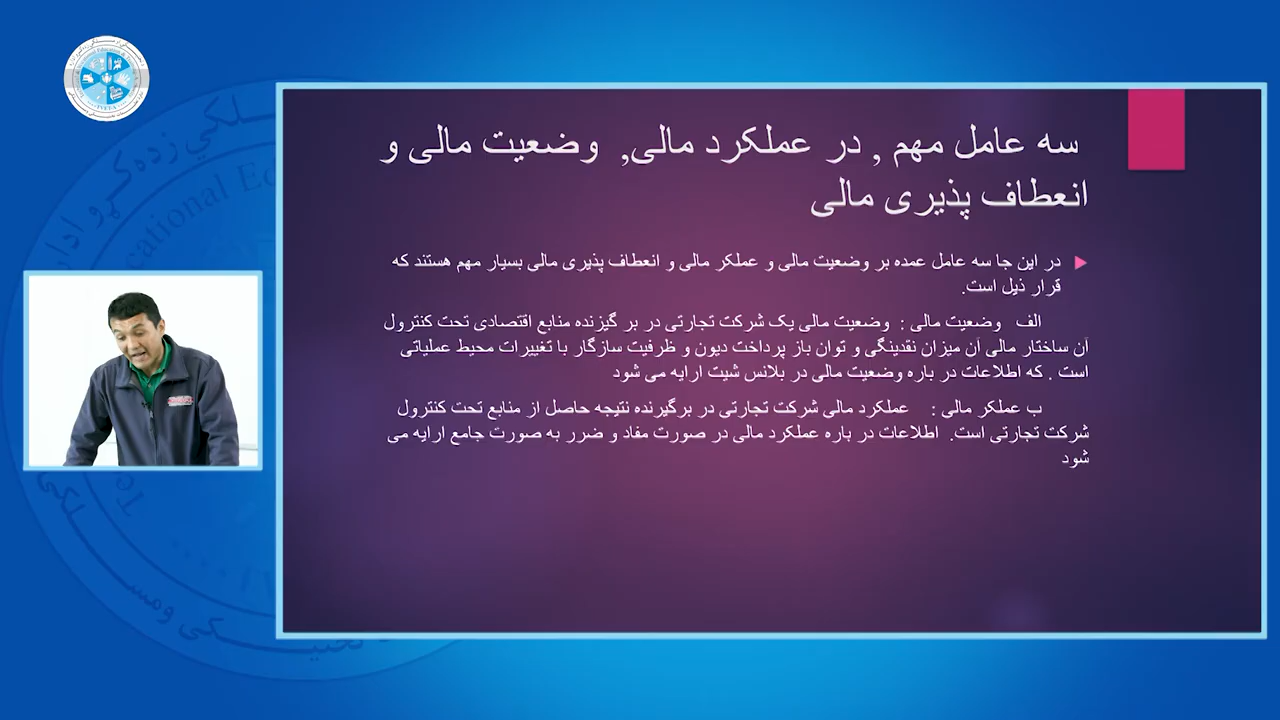 سه عامل مهم , در عملکرد مالی, وضعیت مالی و
انعطاف پذیری مالی
در این جا سه عامل عمده بر وضعیت مالی و عملکر مالی و انعطاف پذیری مالی بسیار مهم هستند که
قرار ذیل است.
الف وضعیت مالی : وضعیت مالی یک شرکت تجارتی در بر گیزنده منابع اقتصادی تحت کنترول
آن ساختار مالی آن میزان نقدینگی و توان باز پرداخت دیون و ظرفیت سازگار با تغییرات محیط عملیاتی
است . که اطلاعات در باره وضعیت مالی در بلانس شیت ارایه می شود
ب عملکر مالی : عملکرد مالی شرکت تجارتی در برگیرنده نتیجه حاصل از منابع تحت کنترول
شرکت تجارتی است. اطلاعات در باره عملکرد مالی در صورت مفاد و ضرر به صورت جامع ارایه می
شود